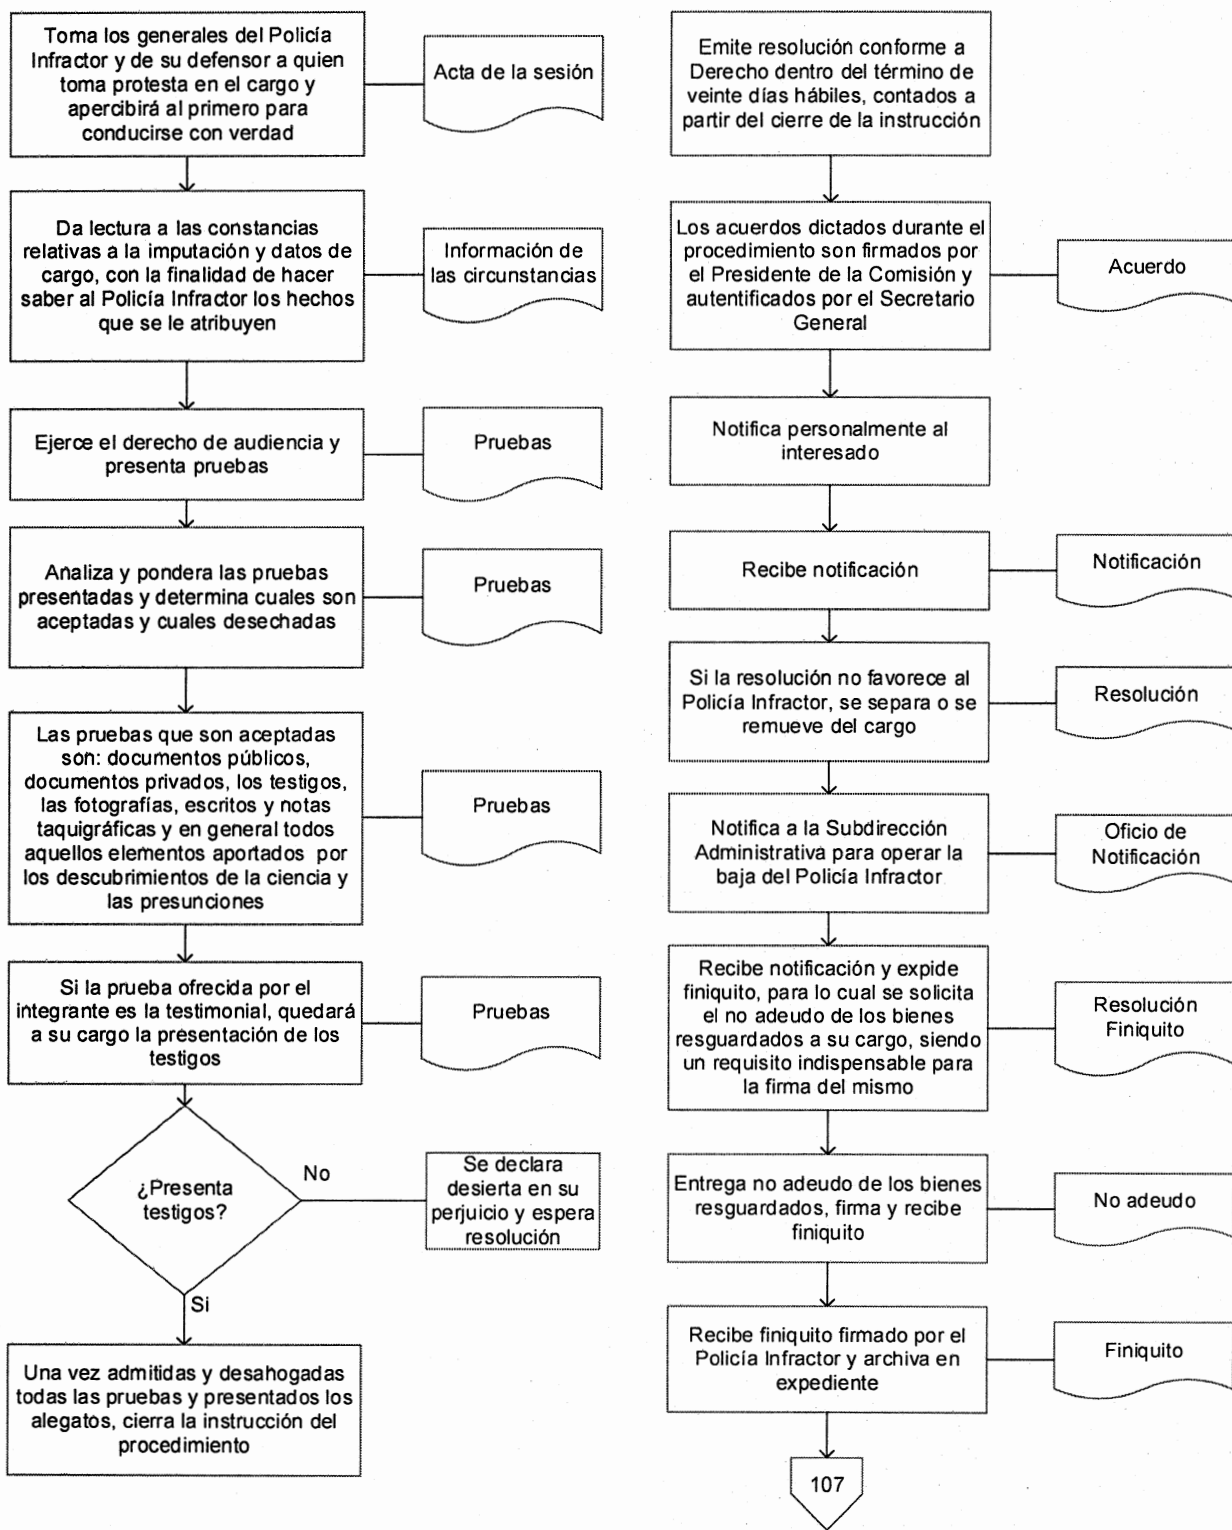 Toma los generales del Policía
Infractor y de su defensor a quien
toma protesta en el cargo y
apercibirá al primero para
conducirse con verdad
Acta de la sesión
Da lectura a las constancias
relativas a la imputación y datos de
cargo, con la finalidad de hacer
saber al Policía Infractor los hechos
que se le atribuyen
Información de
las circunstancias
Ejerce el derecho de audiencia y
presenta pruebas
Pruebas
Analiza y pondera las pruebas
presentadas y determina cuales son
aceptadas y cuales desechadas
Pruebas
Las pruebas que son aceptadas
son: documentos públicos,
documentos privados, los testigos,
las fotografías, escritos y notas
taquigráficas y en general todos
aquellos elementos aportados por
los descubrimientos de la ciencia y
las presunciones
Pruebas
Si la prueba ofrecida por el
integrante es la testimonial, quedará
a su cargo la presentación de los
testigos
Pruebas
¿Presenta
testigos?
No
Se declara
desierta en su
perjuicio y espera
resolución
Si
Una vez admitidas y desahogadas
todas las pruebas y presentados los
alegatos, cierra la instrucción del
procedimiento
Emite resolución conforme a
Derecho dentro del término de
veinte días hábiles, contados a
partir del cierre de la instrucción
Los acuerdos dictados durante el
procedimiento son firmados por
el Presidente de la Comisión y
autentificados por el Secretario
General
Acuerdo
Notifica personalmente al
interesado
Recibe notificación
Notificación
Si la resolución no favorece al
Policía Infractor, se separa o se
remueve del cargo
Resolución
Notifica a la Subdirección
Administrativa para operar la
baja del Policía Infractor
Oficio de
Notificación
Recibe notificación y expide
finiquito, para lo cual se solicita
el no adeudo de los bienes
resguardados a su cargo, siendo
un requisito indispensable para
la firma del mismo
Resolución
Finiquito
Entrega no adeudo de los bienes
resguardados, firma y recibe
finiquito
No adeudo
Recibe finiquito firmado por el
Policía Infractor y archiva en
expediente
Finiquito
107